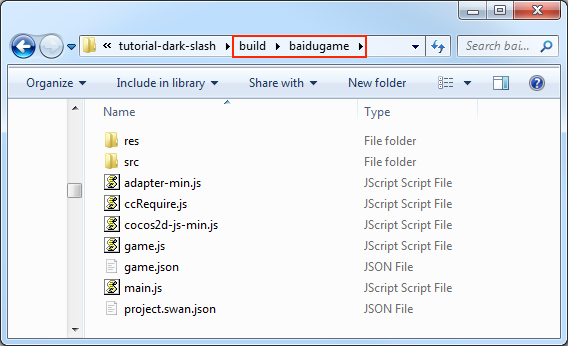 « tutorial-dark-slash build baidugame Search bai...
Organize Include in library Share with New folder
Name Type
res File folder
src File folder
adapter-min.js JScript Script File
ccRequire.js JScript Script File
cocos2d-js-min.js JScript Script File
game.js JScript Script File
game.json JSON File
main.js JScript Script File
project.swan.json JSON File